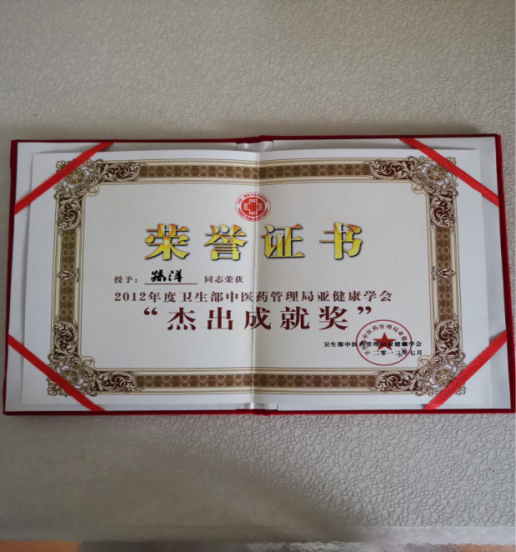 荣誉证书
授予：孙洋 同志荣获
2012年度卫生部中医药管理局亚健康学会
“杰出成就奖”
卫生部中医药管理局亚健康学会
二零一二年七月